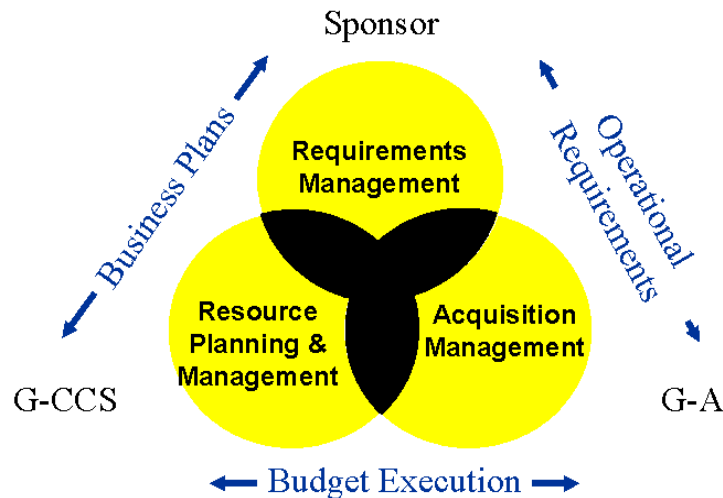 Sponsor
Business Plans
Operational
Requirements
Requirements
Management
Resource
Planning &
Management
Acquisition
Management
G-CCS
G-A
Budget Execution